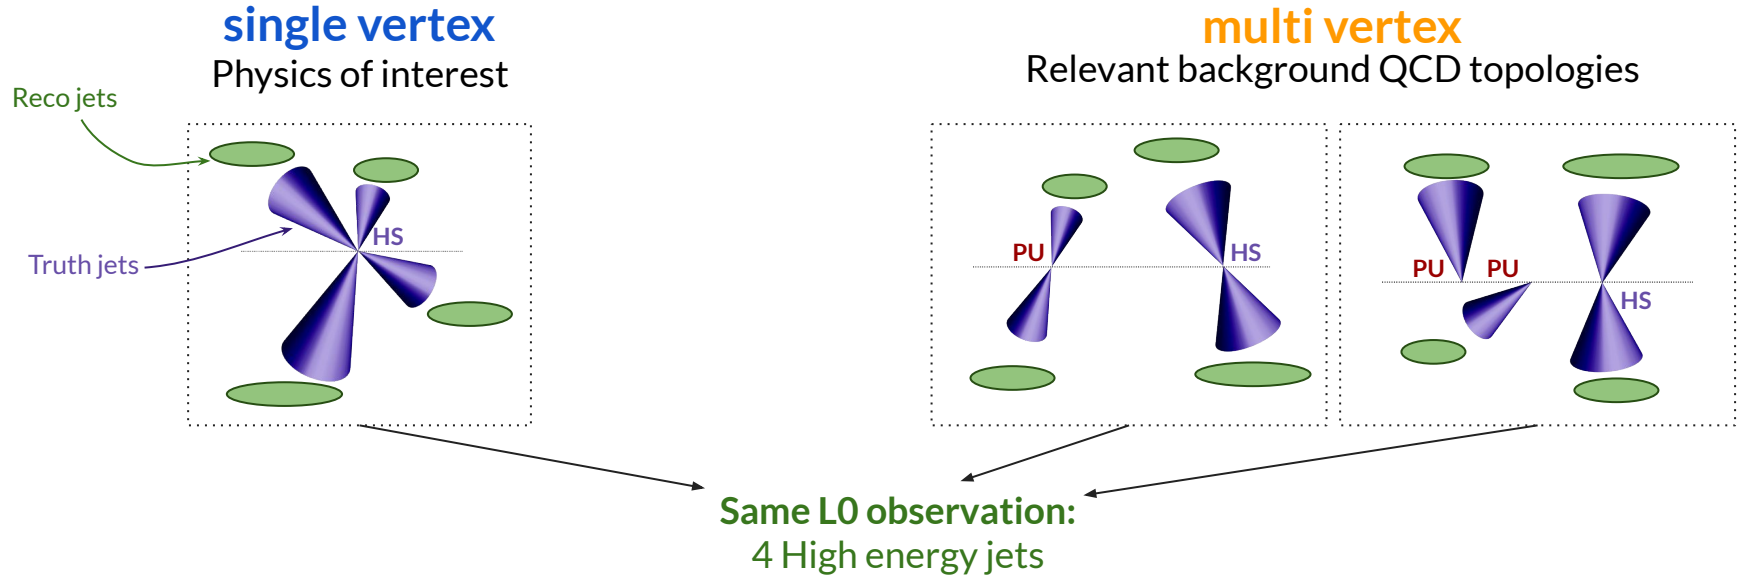 single vertex
Physics of interest
Reco jets
Truth jets
HS
multi vertex
Relevant background QCD topologies
PU
HS
PU
PU
HS
Same L0 observation:
4 High energy jets